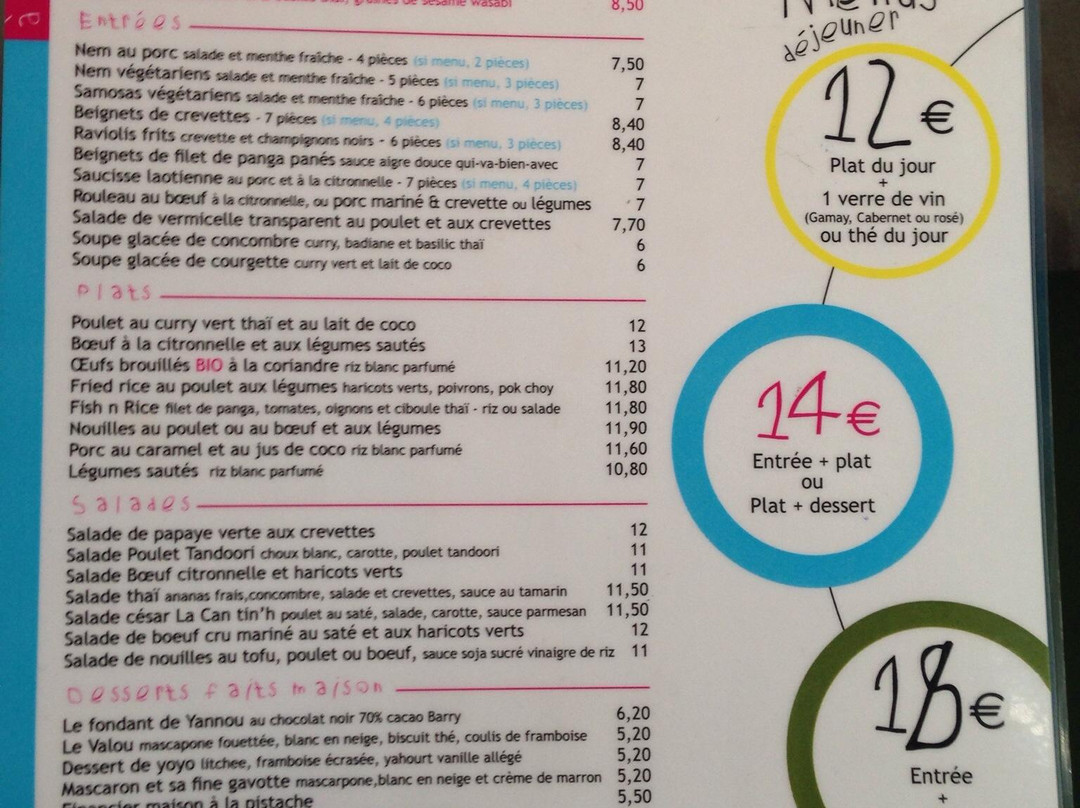 graines de sésame wasabi 8,50
Entrées
Nem au porc salade et menthe fraîche - 4 pièces (si menu, 2 pièces) 7,50
Nem végétariens salade et menthe fraîche - 5 pièces (si menu, 3 pièces) 7
Samosas végétariens salade et menthe fraîche - 6 pièces (si menu, 3 pièces) 7
Beignets de crevettes - 7 pièces (si menu, 4 pièces) 8,40
Raviolis frits crevette et champignons noirs - 6 pièces (si menu, 3 pièces) 8,40
Beignets de filet de panga panés sauce aigre douce qui-va-bien-avec 7
Saucisse laotienne au porc et à la citronnelle - 7 pièces (si menu, 4 pièces) 7
Rouleau au bœuf à la citronnelle, ou porc mariné & crevette ou légumes 7
Salade de vermicelle transparent au poulet et aux crevettes 7,70
Soupe glacée de concombre curry, badiane et basilic thaï 6
Soupe glacée de courgette curry vert et lait de coco 6
Plats
Poulet au curry vert thaï et au lait de coco 12
Bœuf à la citronnelle et aux légumes sautés 13
Œufs brouillés BIO à la coriandre riz blanc parfumé 11,20
Fried rice au poulet aux légumes haricots verts, poivrons, pok choy 11,80
Fish n Rice filet de panga, tomates, oignons et ciboule thaï - riz ou salade 11,80
Nouilles au poulet ou au bœuf et aux légumes 11,90
Porc au caramel et au jus de coco riz blanc parfumé 11,60
Légumes sautés riz blanc parfumé 10,80
Salades
Salade de papaye verte aux crevettes 12
Salade Poulet Tandoori choux blanc, carotte, poulet tandoori 11
Salade Bœuf citronnelle et haricots verts 11
Salade thaï ananas frais,concombre, salade et crevettes, sauce au tamarin 11,50
Salade césar La Can tin'h poulet au saté, salade, carotte, sauce parmesan 11,50
Salade de boeuf cru mariné au saté et aux haricots verts 12
Salade de nouilles au tofu, poulet ou boeuf, sauce soja sucré vinaigre de riz 11
Desserts faits maison
Le fondant de Yannou au chocolat noir 70% cacao Barry 6,20
Le Valou mascapone fouettée, blanc en neige, biscuit thé, coulis de framboise 5,20
Dessert de yoyo litchee, framboise écrasée, yahourt vanille allégé 5,20
Mascaron et sa fine gavotte mascarpone,blanc en neige et crème de marron 5,20
Financier maison à la pistache 5,50
Menus
déjeuner
12 €
Plat du jour
+
1 verre de vin
(Gamay, Cabernet ou rosé)
ou thé du jour
14 €
Entrée + plat
ou
Plat + dessert
18 €
Entrée
+